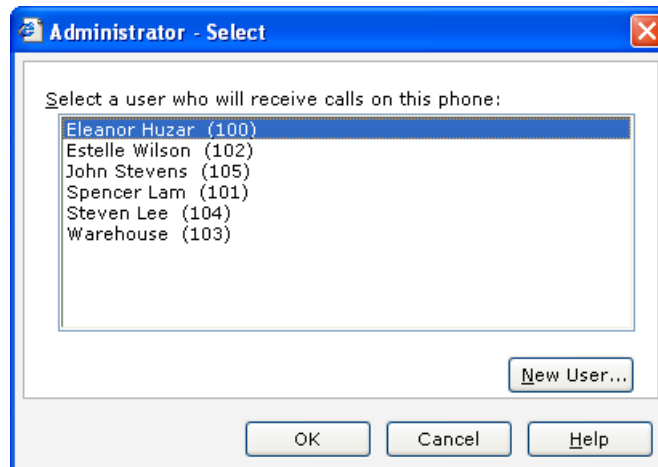 Administrator - Select
Select a user who will receive calls on this phone:
Eleanor Huzar (100)
Estelle Wilson (102)
John Stevens (105)
Spencer Lam (101)
Steven Lee (104)
Warehouse (103)
New User...
OK Cancel Help